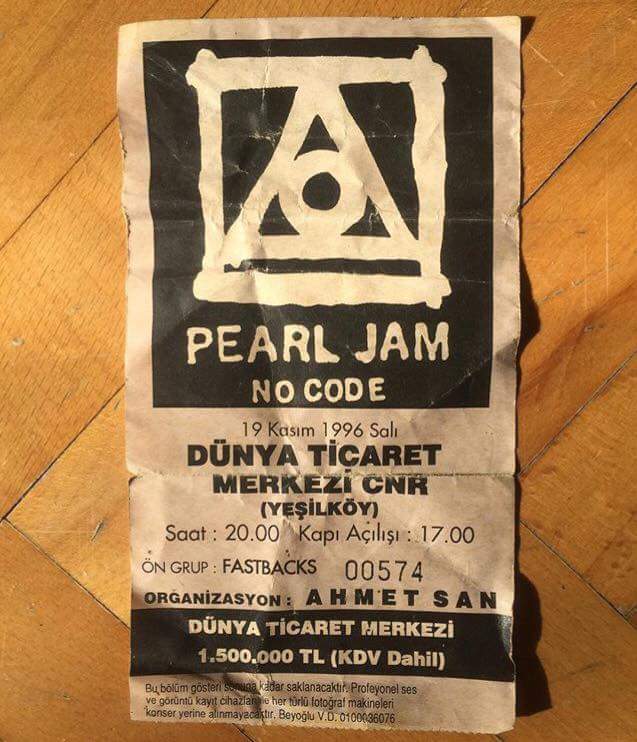 PEARL JAM
NO CODE
19 Kasım 1996 Salı
DÜNYA TİCARET
MERKEZİ CNR
(YEŞİLKÖY)
Saat : 20.00 Kapı Açılışı : 17.00
ÖN GRUP : FASTBACKS 00574
ORGANİZASYON : AHMET SAN
DÜNYA TİCARET MERKEZİ
1.500.000 TL (KDV Dahil)
Bu bölüm gösteri sonuna kadar saklanacaktır. Profeyonel ses
ve görüntü kayıt cihazları ile her türlü fotoğraf makineleri
konser yerine alınmayacaktır. Beyoğlu V.D. 0100036076